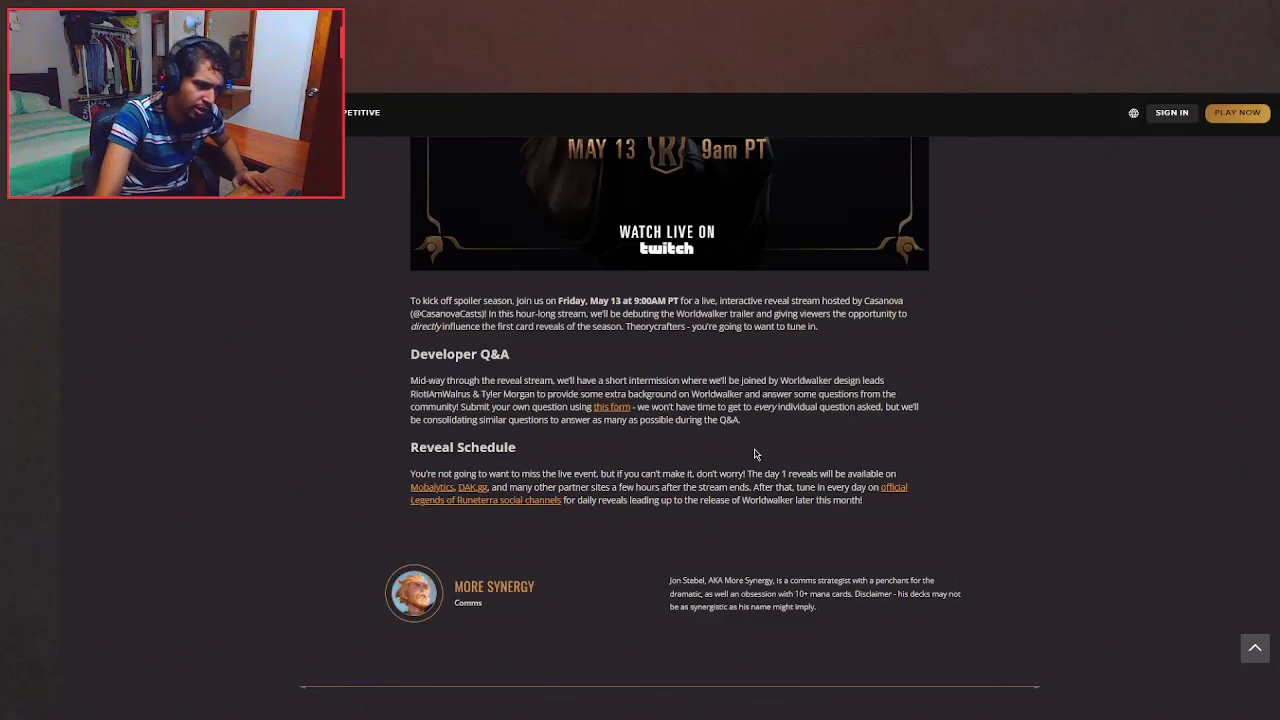 PETITIVE
SIGN IN
PLAY NOW
MAY 13 9am PT
WATCH LIVE ON
twitch
To kick off spoiler season, join us on Friday, May 13 at 9:00AM PT for a live, interactive reveal stream hosted by Casanova
(@CasanovaCasts)! In this hour-long stream, we'll be debuting the Worldwalker trailer and giving viewers the opportunity to
directly influence the first card reveals of the season. Theorycrafters - you're going to want to tune in.
Developer Q&A
Mid-way through the reveal stream, we'll have a short intermission where we'll be joined by Worldwalker design leads
RiotIAmWalrus & Tyler Morgan to provide some extra background on Worldwalker and answer some questions from the
community! Submit your own question using this form - we won't have time to get to every individual question asked, but we'll
be consolidating similar questions to answer as many as possible during the Q&A.
Reveal Schedule
You're not going to want to miss the live event, but if you can't make it, don't worry! The day 1 reveals will be available on
Mobalytics, DAK.gg, and many other partner sites a few hours after the stream ends. After that, tune in every day on official
Legends of Runeterra social channels for daily reveals leading up to the release of Worldwalker later this month!
MORE SYNERGY
Comms
Jon Stebel, AKA More Synergy, is a comms strategist with a penchant for the
dramatic, as well an obsession with 10+ mana cards. Disclaimer - his decks may not
be as synergistic as his name might imply.